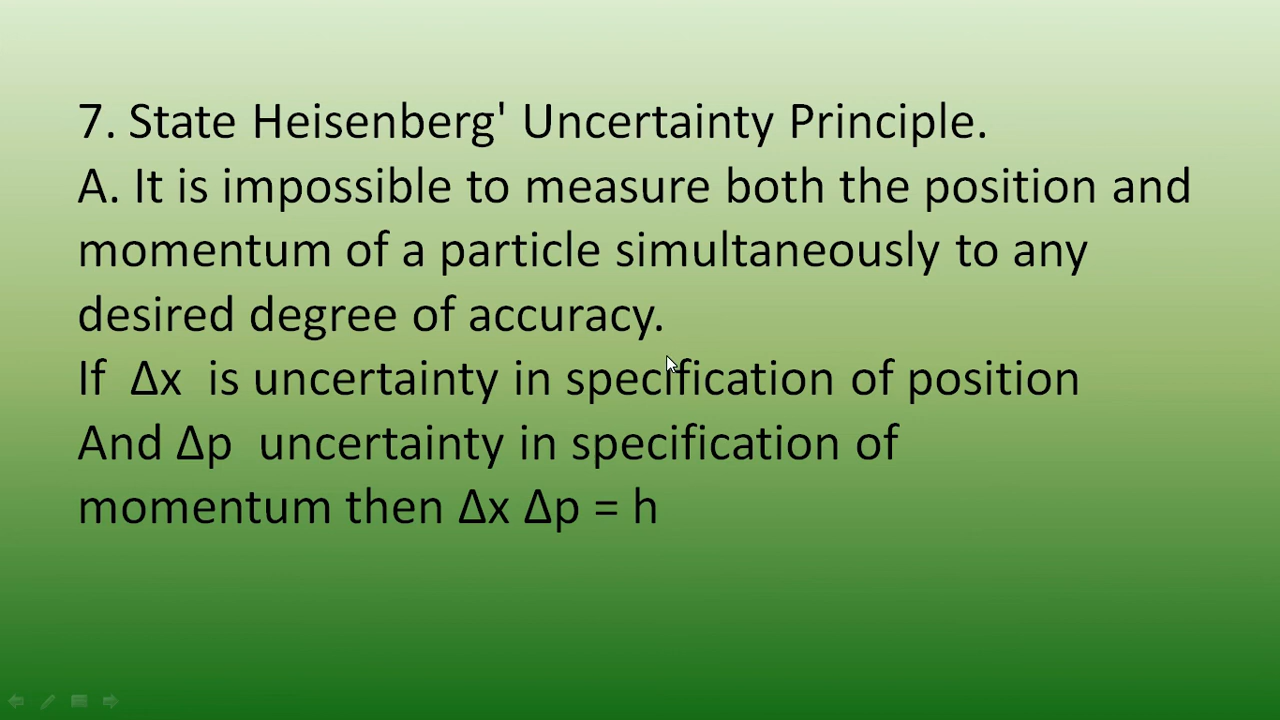 7. State Heisenberg' Uncertainty Principle.
A. It is impossible to measure both the position and
momentum of a particle simultaneously to any
desired degree of accuracy.
If Δx is uncertainty in specification of position
And Δp uncertainty in specification of
momentum then Δx Δp = h